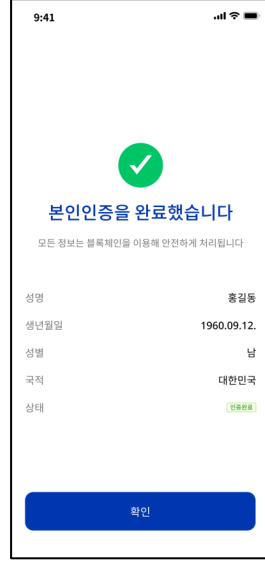 9:41
본인인증을 완료했습니다
모든 정보는 블록체인을 이용해 안전하게 처리됩니다
성명 홍길동
생년월일 1960.09.12.
성별 남
국적 대한민국
상태 인증완료
확인